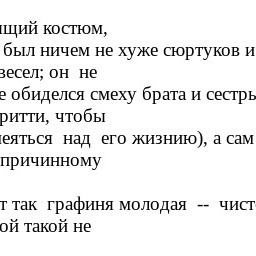 щий костюм,
был ничем не хуже сюртуков и
весел; он не
е обиделся смеху брата и сестры
ритти, чтобы
еяться над его жизнию), а сам
причинному
т так графиня молодая -- чист
ой такой не